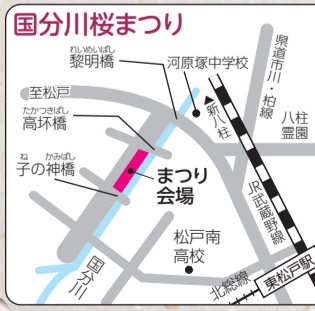 国分川桜まつり
れいめいばし
黎明橋
河原塚中学校
県道市川・柏線
至松戸
新八柱
八柱
霊園
たかつきばし
高坏橋
ね かみばし
子の神橋
まつり
会場
JR武蔵野線
松戸南
高校
国分川
北総線
東松戸駅